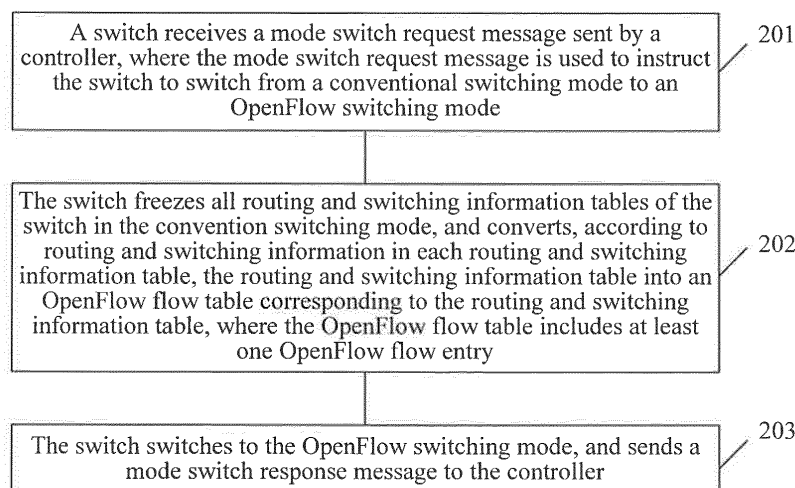 A switch receives a mode switch request message sent by a
controller, where the mode switch request message is used to instruct
the switch to switch from a conventional switching mode to an
OpenFlow switching mode
201
The switch freezes all routing and switching information tables of the
switch in the convention switching mode, and converts, according to
routing and switching information in each routing and switching
information table, the routing and switching information table into an
OpenFlow flow table corresponding to the routing and switching
information table, where the OpenFlow flow table includes at least
one OpenFlow flow entry
202
The switch switches to the OpenFlow switching mode, and sends a
mode switch response message to the controller
203